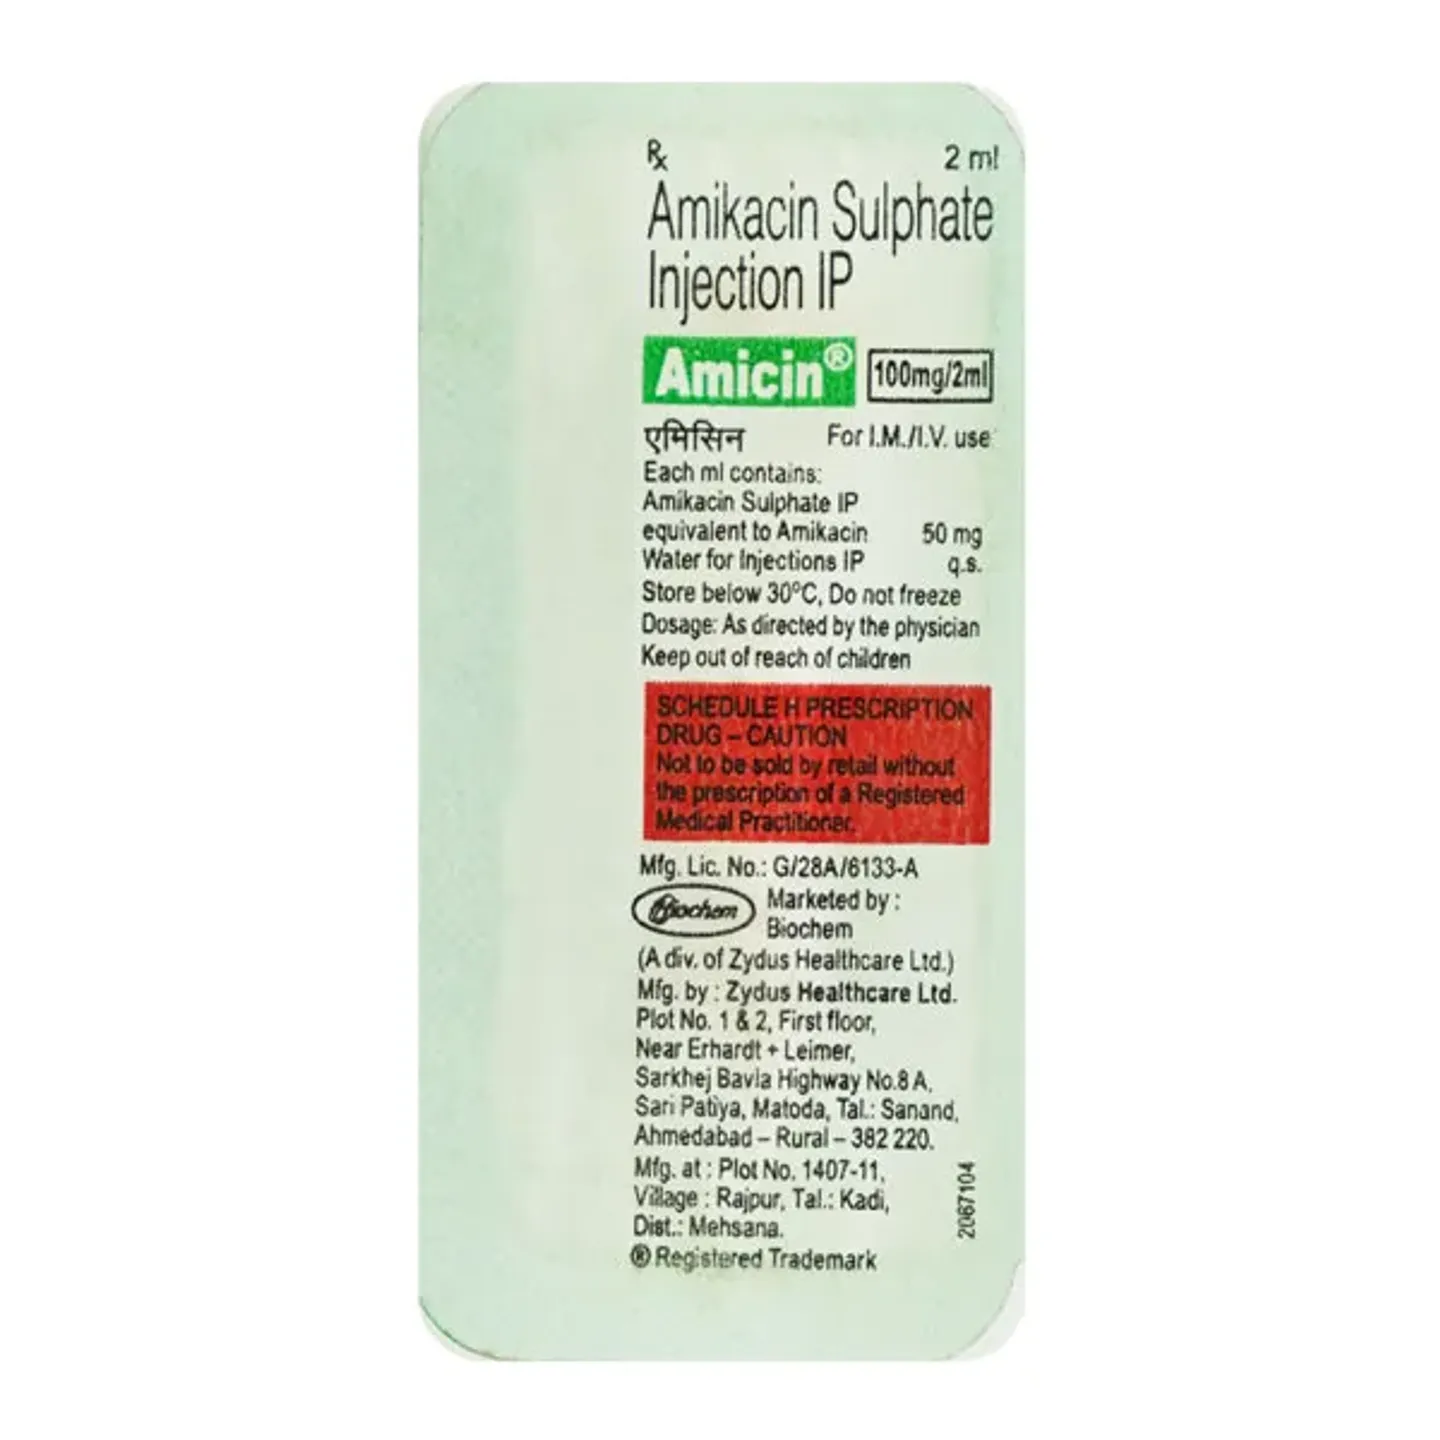 Rx 2 ml
Amikacin Sulphate
Injection IP
Amicin® 100mg/2ml
एमिसिन For I.M./I.V. use
Each ml contains:
Amikacin Sulphate IP
equivalent to Amikacin 50 mg
Water for Injections IP q.s.
Store below 30°C, Do not freeze
Dosage: As directed by the physician
Keep out of reach of children
SCHEDULE H PRESCRIPTION
DRUG – CAUTION
Not to be sold by retail without
the prescription of a Registered
Medical Practitioner.
Mfg. Lic. No.: G/28A/6133-A
Biochem Marketed by :
Biochem
(A div. of Zydus Healthcare Ltd.)
Mfg. by : Zydus Healthcare Ltd.
Plot No. 1 & 2, First floor,
Near Erhardt + Leimer,
Sarkhej Bavla Highway No.8 A,
Sari Patiya, Matoda, Tal.: Sanand,
Ahmedabad – Rural – 382 220.
Mfg. at : Plot No. 1407-11,
Village : Rajpur, Tal.: Kadi,
Dist.: Mehsana.
® Registered Trademark
2067104